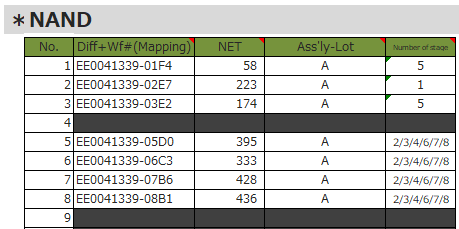 ＊NAND
No. Diff+Wf#(Mapping) NET Ass'ly-Lot Number of stage
1 EE0041339-01F4 58 A 5
2 EE0041339-02E7 223 A 1
3 EE0041339-03E2 174 A 5
4
5 EE0041339-05D0 395 A 2/3/4/6/7/8
6 EE0041339-06C3 333 A 2/3/4/6/7/8
7 EE0041339-07B6 428 A 2/3/4/6/7/8
8 EE0041339-08B1 436 A 2/3/4/6/7/8
9